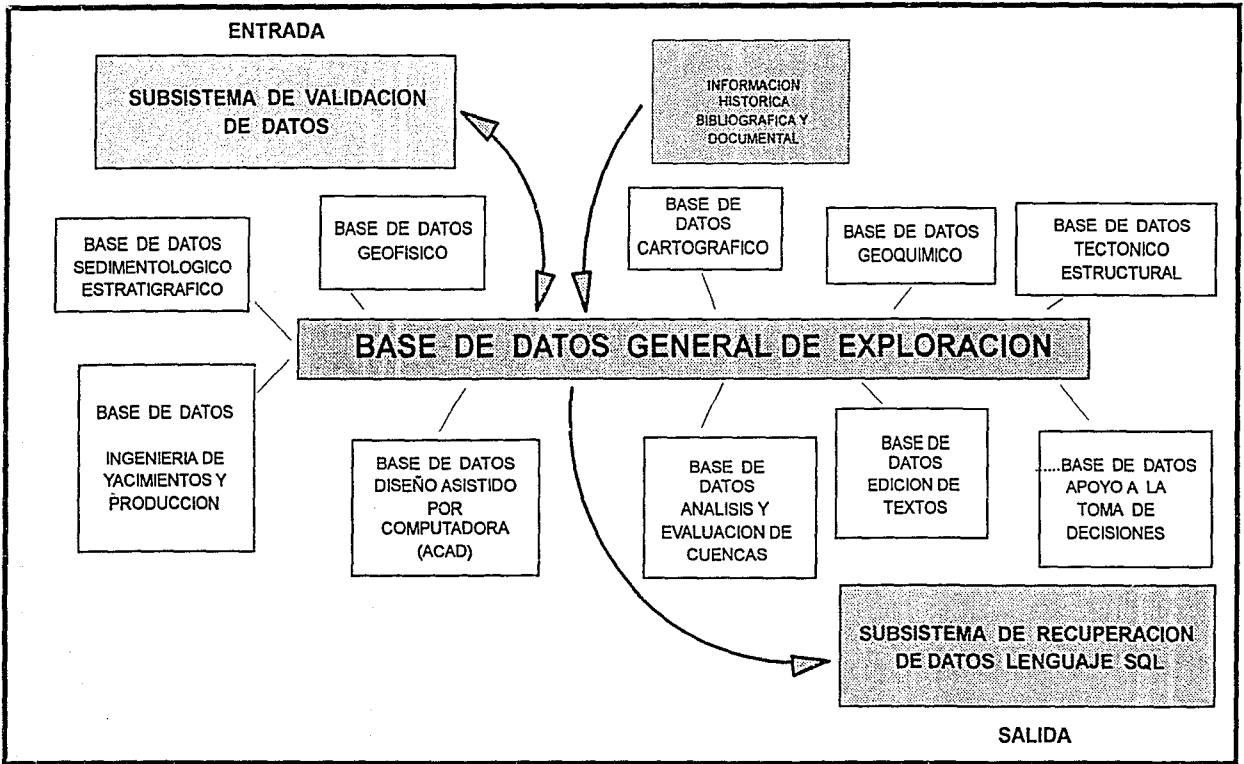 ENTRADA
SUBSISTEMA DE VALIDACION
DE DATOS
INFORMACION
HISTORICA
BIBLIOGRAFICA Y
DOCUMENTAL
BASE DE DATOS
SEDIMENTOLOGICO
ESTRATIGRAFICO
BASE DE DATOS
GEOFISICO
BASE DE
DATOS
CARTOGRAFICO
BASE DE DATOS
GEOQUIMICO
BASE DE DATOS
TECTONICO
ESTRUCTURAL
BASE DE DATOS GENERAL DE EXPLORACION
BASE DE DATOS
INGENIERIA DE
YACIMIENTOS Y
PRODUCCION
BASE DE DATOS
DISEÑO ASISTIDO
POR
COMPUTADORA
(ACAD)
BASE DE
DATOS
ANALISIS Y
EVALUACION DE
CUENCAS
BASE DE
DATOS
EDICION DE
TEXTOS
......BASE DE DATOS
APOYO A LA
TOMA DE
DECISIONES
SUBSISTEMA DE RECUPERACION
DE DATOS LENGUAJE SQL
SALIDA